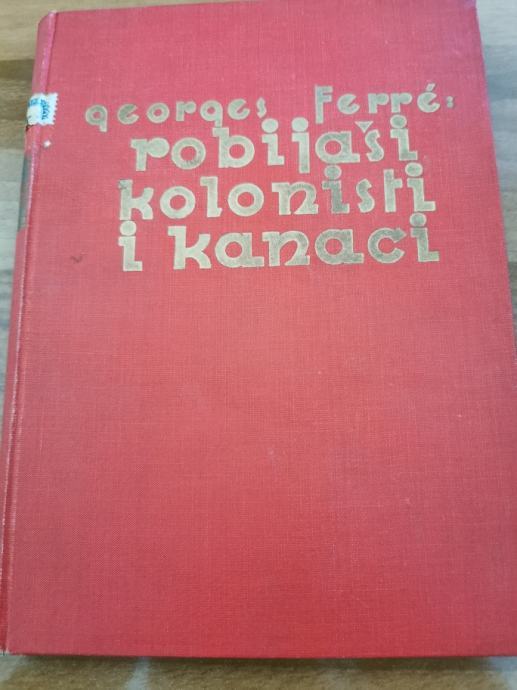 georges ferré:
robijaši
kolonisti
i kanaci